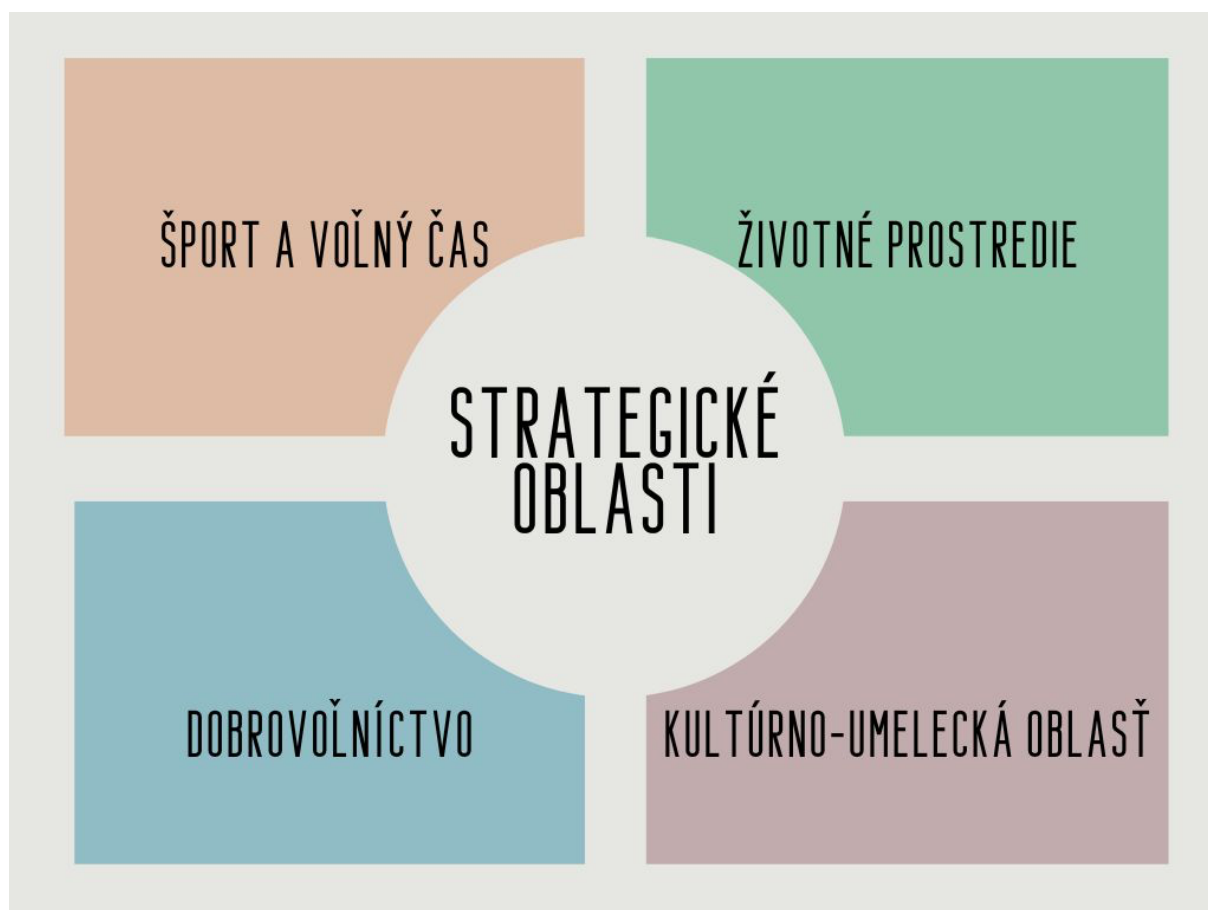 ŠPORT A VOĽNÝ ČAS
ŽIVOTNÉ PROSTREDIE
STRATEGICKÉ
OBLASTI
DOBROVOĽNÍCTVO
KULTÚRNO-UMELECKÁ OBLASŤ